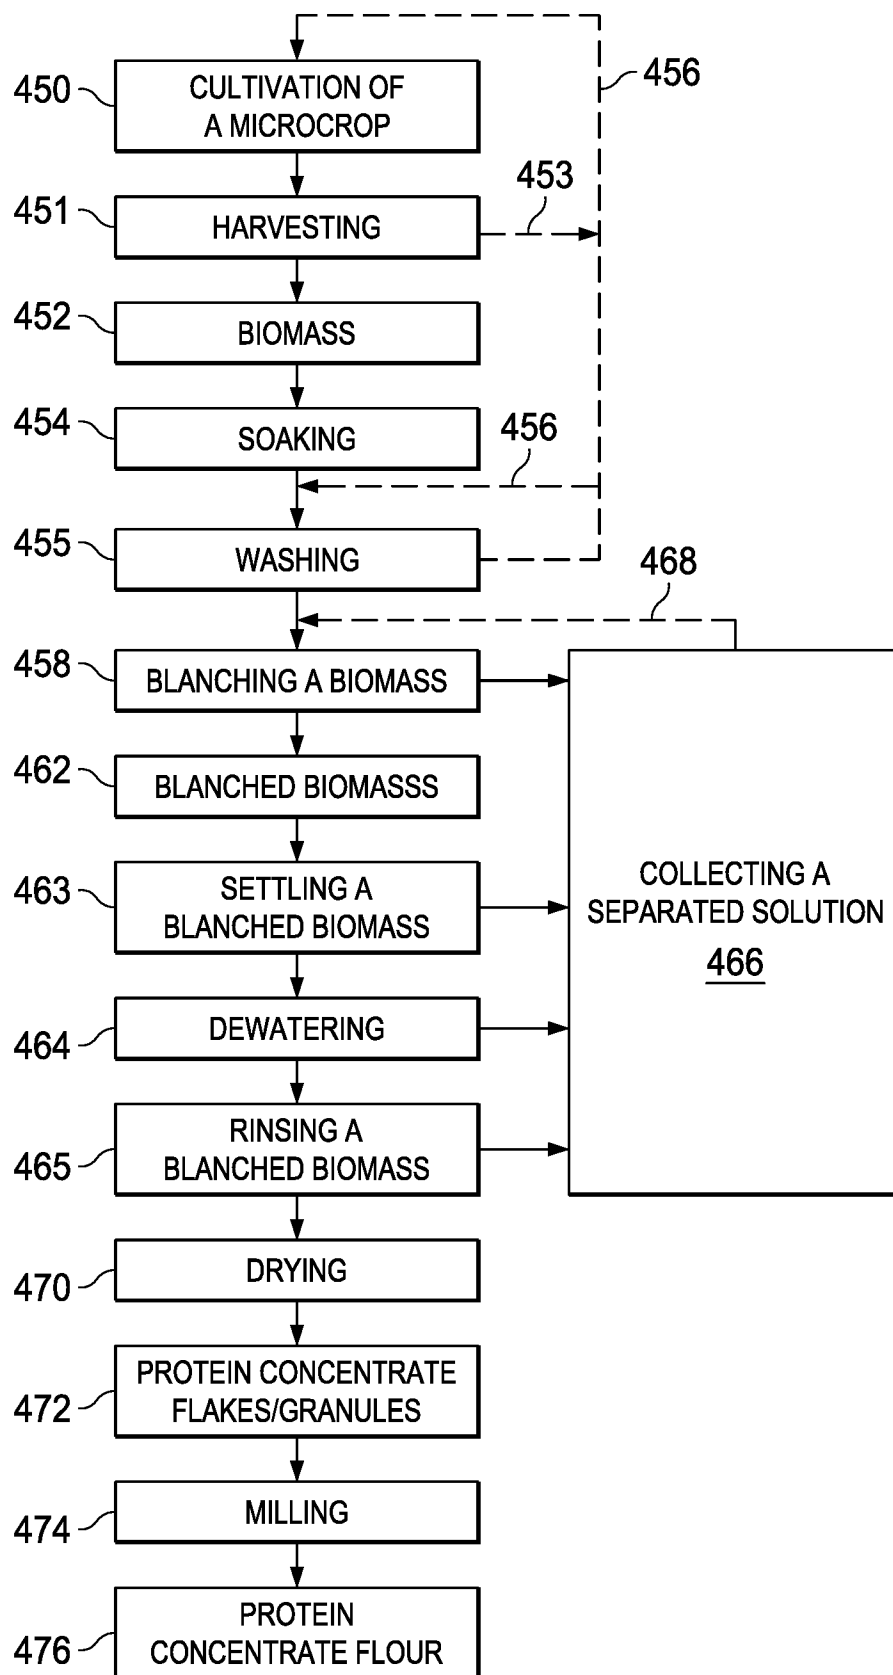 456
450
CULTIVATION OF
A MICROCROP
453
451
HARVESTING
452
BIOMASS
454
SOAKING
456
455
WASHING
468
458
BLANCHING A BIOMASS
462
BLANCHED BIOMASSS
463
SETTLING A
BLANCHED BIOMASS
COLLECTING A
SEPARATED SOLUTION
466
464
DEWATERING
465
RINSING A
BLANCHED BIOMASS
470
DRYING
472
PROTEIN CONCENTRATE
FLAKES/GRANULES
474
MILLING
476
PROTEIN
CONCENTRATE FLOUR